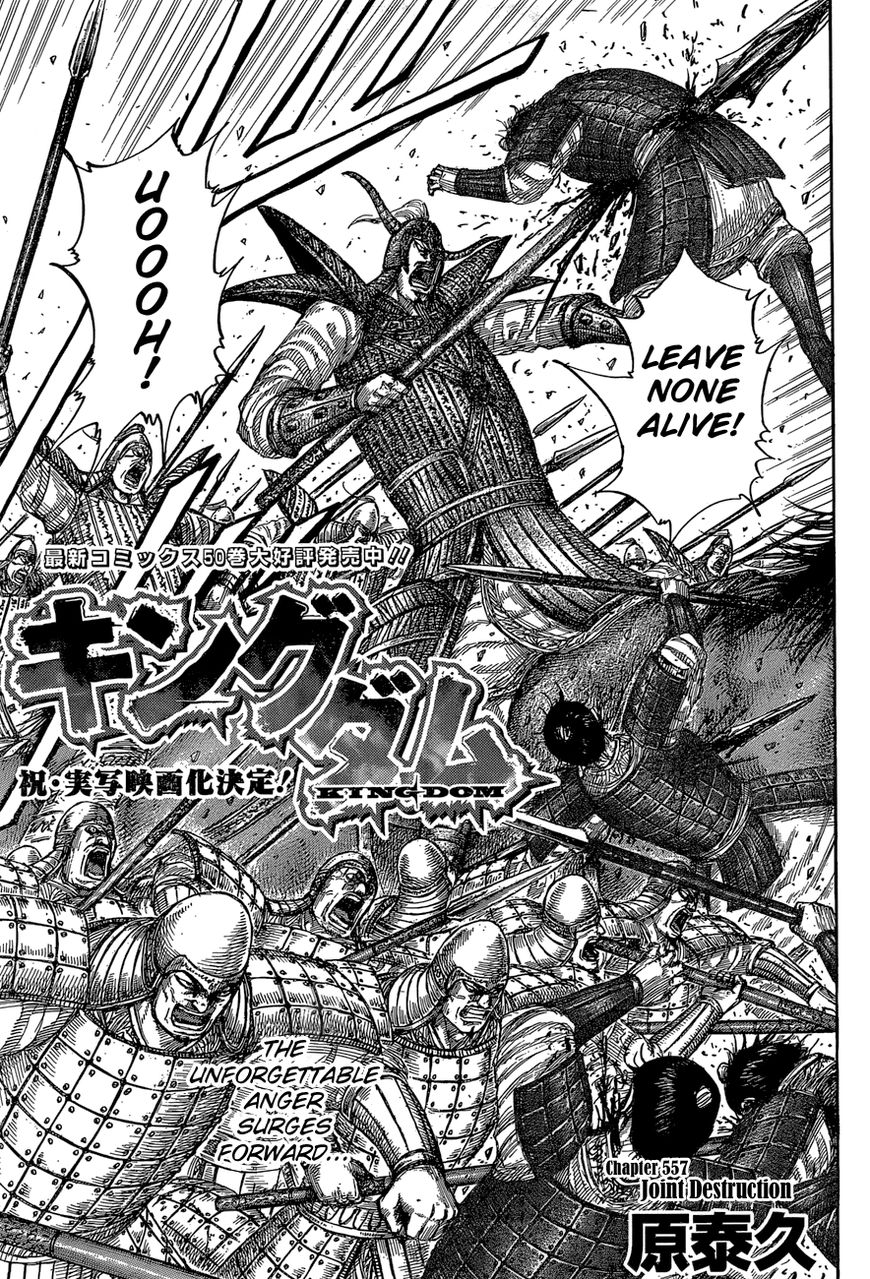 LEAVE
NONE
ALIVE!
UOOOH!
最新コミックス50巻大好評発売中!!
キングダム
KINGDOM
祝・実写映画化決定!
THE
UNFORGETTABLE
ANGER
SURGES
FORWARD...
Chapter 557
Joint Destruction
原泰久